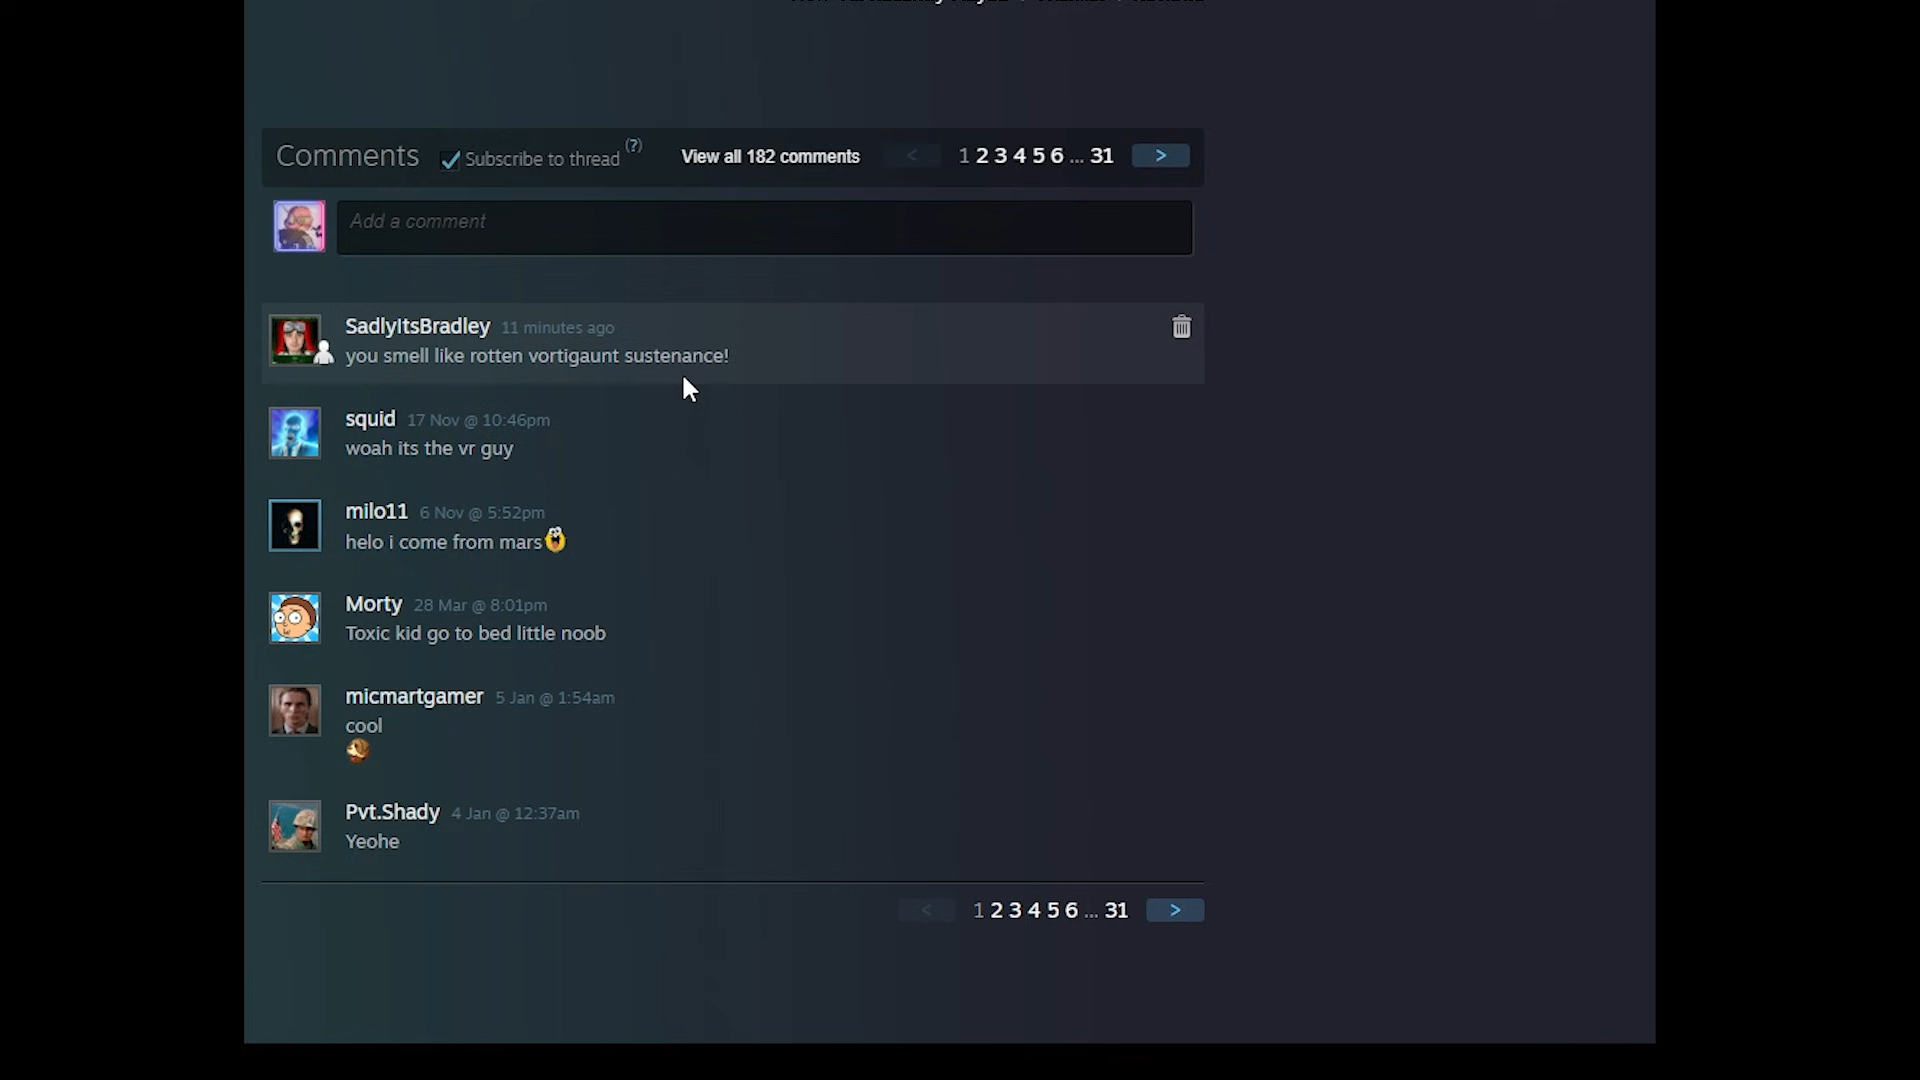 Comments Subscribe to thread (?) View all 182 comments < 1 2 3 4 5 6 ... 31 >
Add a comment
SadlyItsBradley 11 minutes ago
you smell like rotten vortigaunt sustenance!
squid 17 Nov @ 10:46pm
woah its the vr guy
milo11 6 Nov @ 5:52pm
helo i come from mars
Morty 28 Mar @ 8:01pm
Toxic kid go to bed little noob
micmartgamer 5 Jan @ 1:54am
cool
Pvt.Shady 4 Jan @ 12:37am
Yeohe
< 1 2 3 4 5 6 ... 31 >